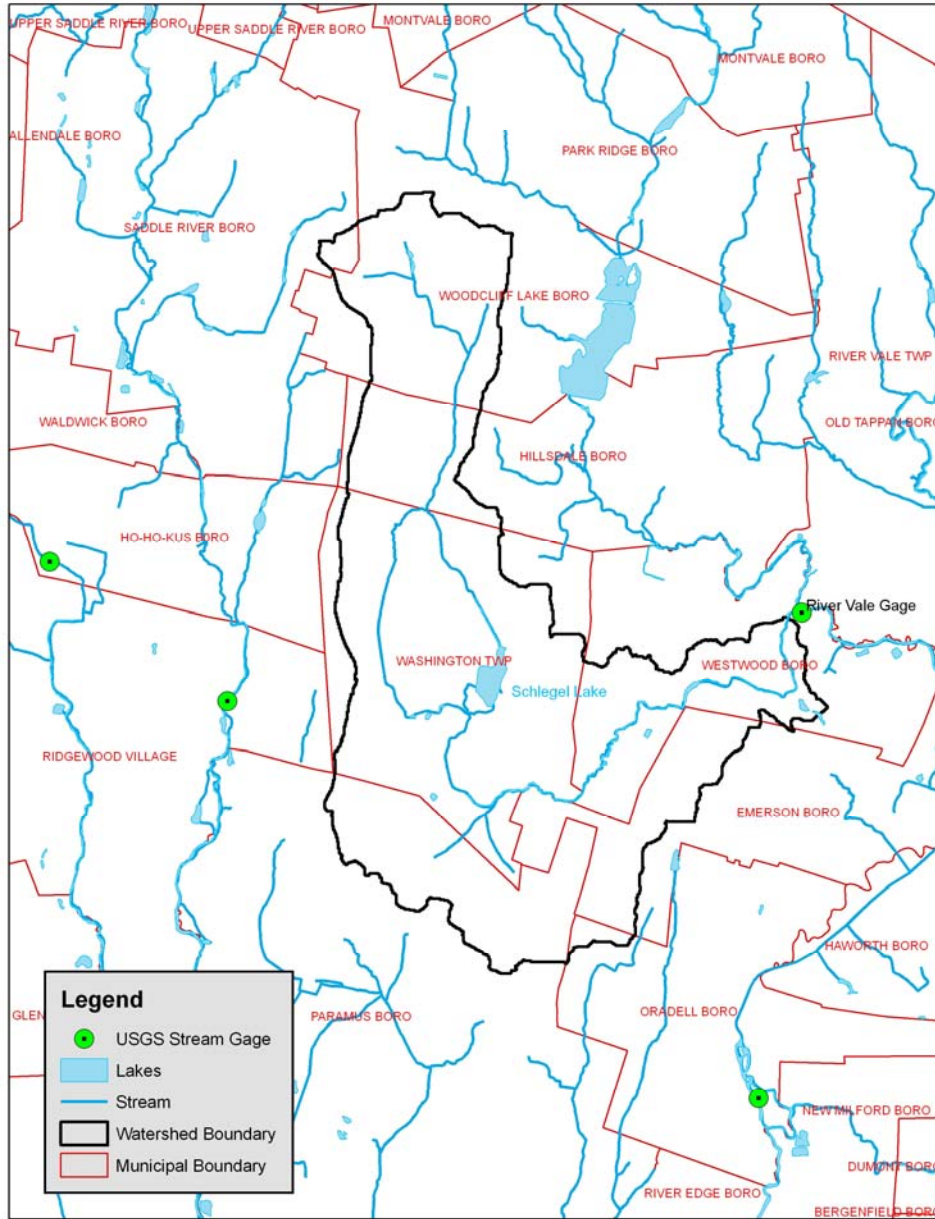 UPPER SADDLE RIVER BORO
UPPER SADDLE RIVER BORO
MONTVALE BORO
MONTVALE BORO
ALLENDALE BORO
PARK RIDGE BORO
SADDLE RIVER BORO
WOODCLIFF LAKE BORO
RIVER VALE TWP
WALDWICK BORO
OLD TAPPAN BORO
HILLSDALE BORO
HO-HO-KUS BORO
River Vale Gage
WASHINGTON TWP
WESTWOOD BORO
Schlegel Lake
RIDGEWOOD VILLAGE
EMERSON BORO
HAWORTH BORO
Legend
GLEN
PARAMUS BORO
ORADELL BORO
USGS Stream Gage
Lakes
Stream
NEW MILFORD BORO
Watershed Boundary
Municipal Boundary
DUMONT BORO
RIVER EDGE BORO
BERGENFIELD BORO